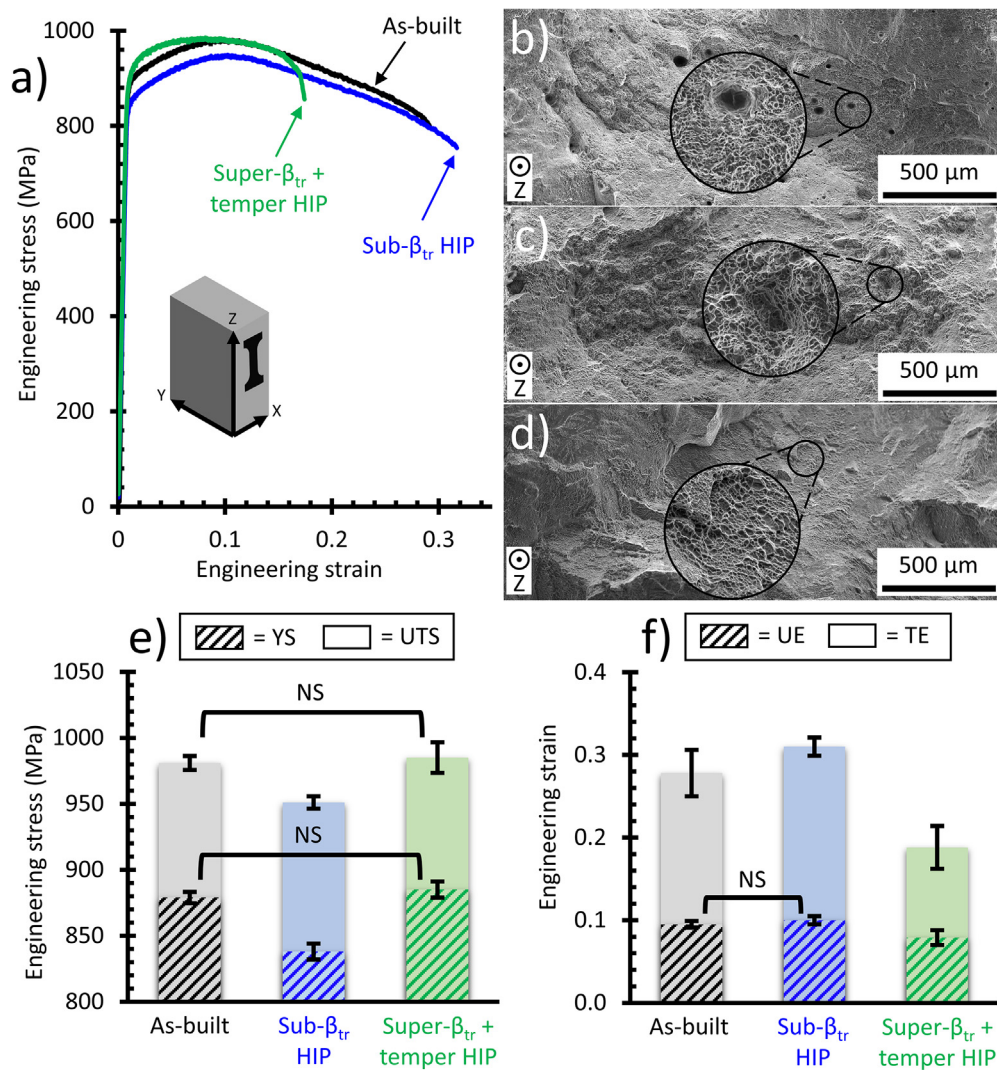 a)
1000
800
600
400
200
0
0
0.1
0.2
0.3
Engineering stress (MPa)
Engineering strain
As-built
Super-βtr +
temper HIP
Sub-βtr HIP
Z
Y
X
b)
Z
500 µm
c)
Z
500 µm
d)
Z
500 µm
e)
= YS = UTS
1050
1000
950
900
850
800
Engineering stress (MPa)
NS
NS
As-built
Sub-βtr
HIP
Super-βtr +
temper HIP
f)
= UE = TE
0.4
0.3
0.2
0.1
0.0
Engineering strain
NS
As-built
Sub-βtr
HIP
Super-βtr +
temper HIP